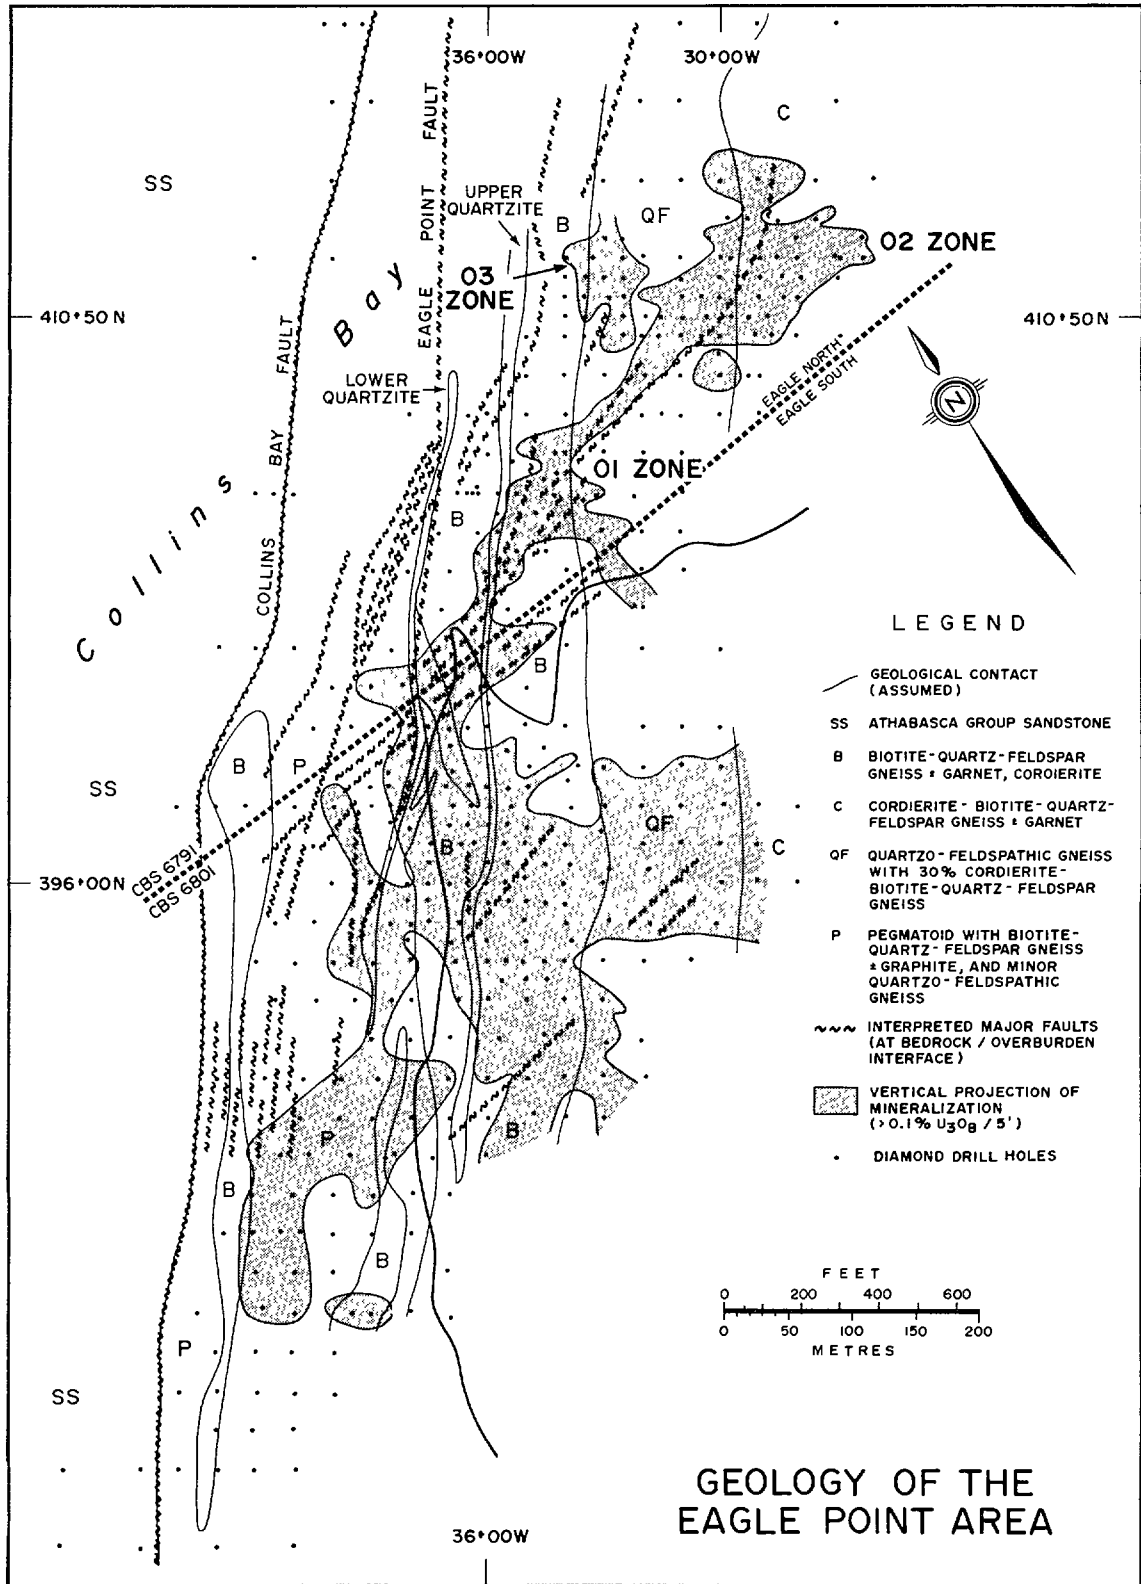 36+00W
30+00W
C
SS
EAGLE POINT FAULT
UPPER
QUARTZITE
B
QF
O2 ZONE
O3
ZONE
Collins Bay
410+50 N
410+50 N
EAGLE NORTH
EAGLE SOUTH
LOWER
QUARTZITE
N
COLLINS BAY FAULT
O1 ZONE
B
B
B
P
SS
QF
B
C
CBS 6791
CBS 6801
396+00N
LEGEND
GEOLOGICAL CONTACT
(ASSUMED)
SS ATHABASCA GROUP SANDSTONE
B BIOTITE-QUARTZ-FELDSPAR
GNEISS ± GARNET, COROIERITE
C CORDIERITE-BIOTITE-QUARTZ-
FELDSPAR GNEISS ± GARNET
QF QUARTZO-FELDSPATHIC GNEISS
WITH 30% CORDIERITE-
BIOTITE-QUARTZ-FELDSPAR
GNEISS
P PEGMATOID WITH BIOTITE-
QUARTZ-FELDSPAR GNEISS
±GRAPHITE, AND MINOR
QUARTZO-FELDSPATHIC
GNEISS
INTERPRETED MAJOR FAULTS
(AT BEDROCK / OVERBURDEN
INTERFACE)
VERTICAL PROJECTION OF
MINERALIZATION
(>0.1% U3O8 / 5')
DIAMOND DRILL HOLES
P
B
B
B
P
SS
FEET
0 200 400 600
0 50 100 150 200
METRES
GEOLOGY OF THE
EAGLE POINT AREA
36+00W